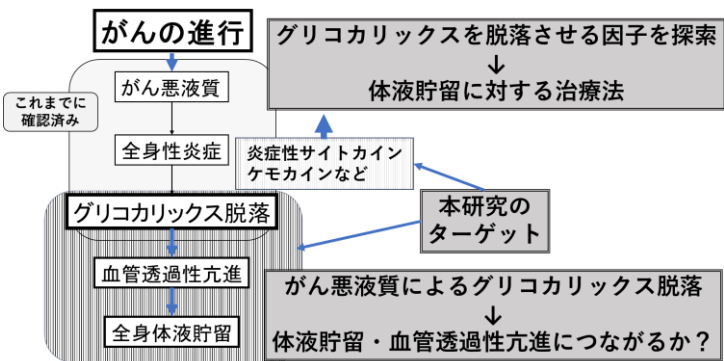 がんの進行
がん悪液質
これまでに
確認済み
全身性炎症
グリコカリックス脱落
血管透過性亢進
全身体液貯留
グリコカリックスを脱落させる因子を探索
↓
体液貯留に対する治療法
炎症性サイトカイン
ケモカインなど
本研究の
ターゲット
がん悪液質によるグリコカリックス脱落
↓
体液貯留・血管透過性亢進につながるか？